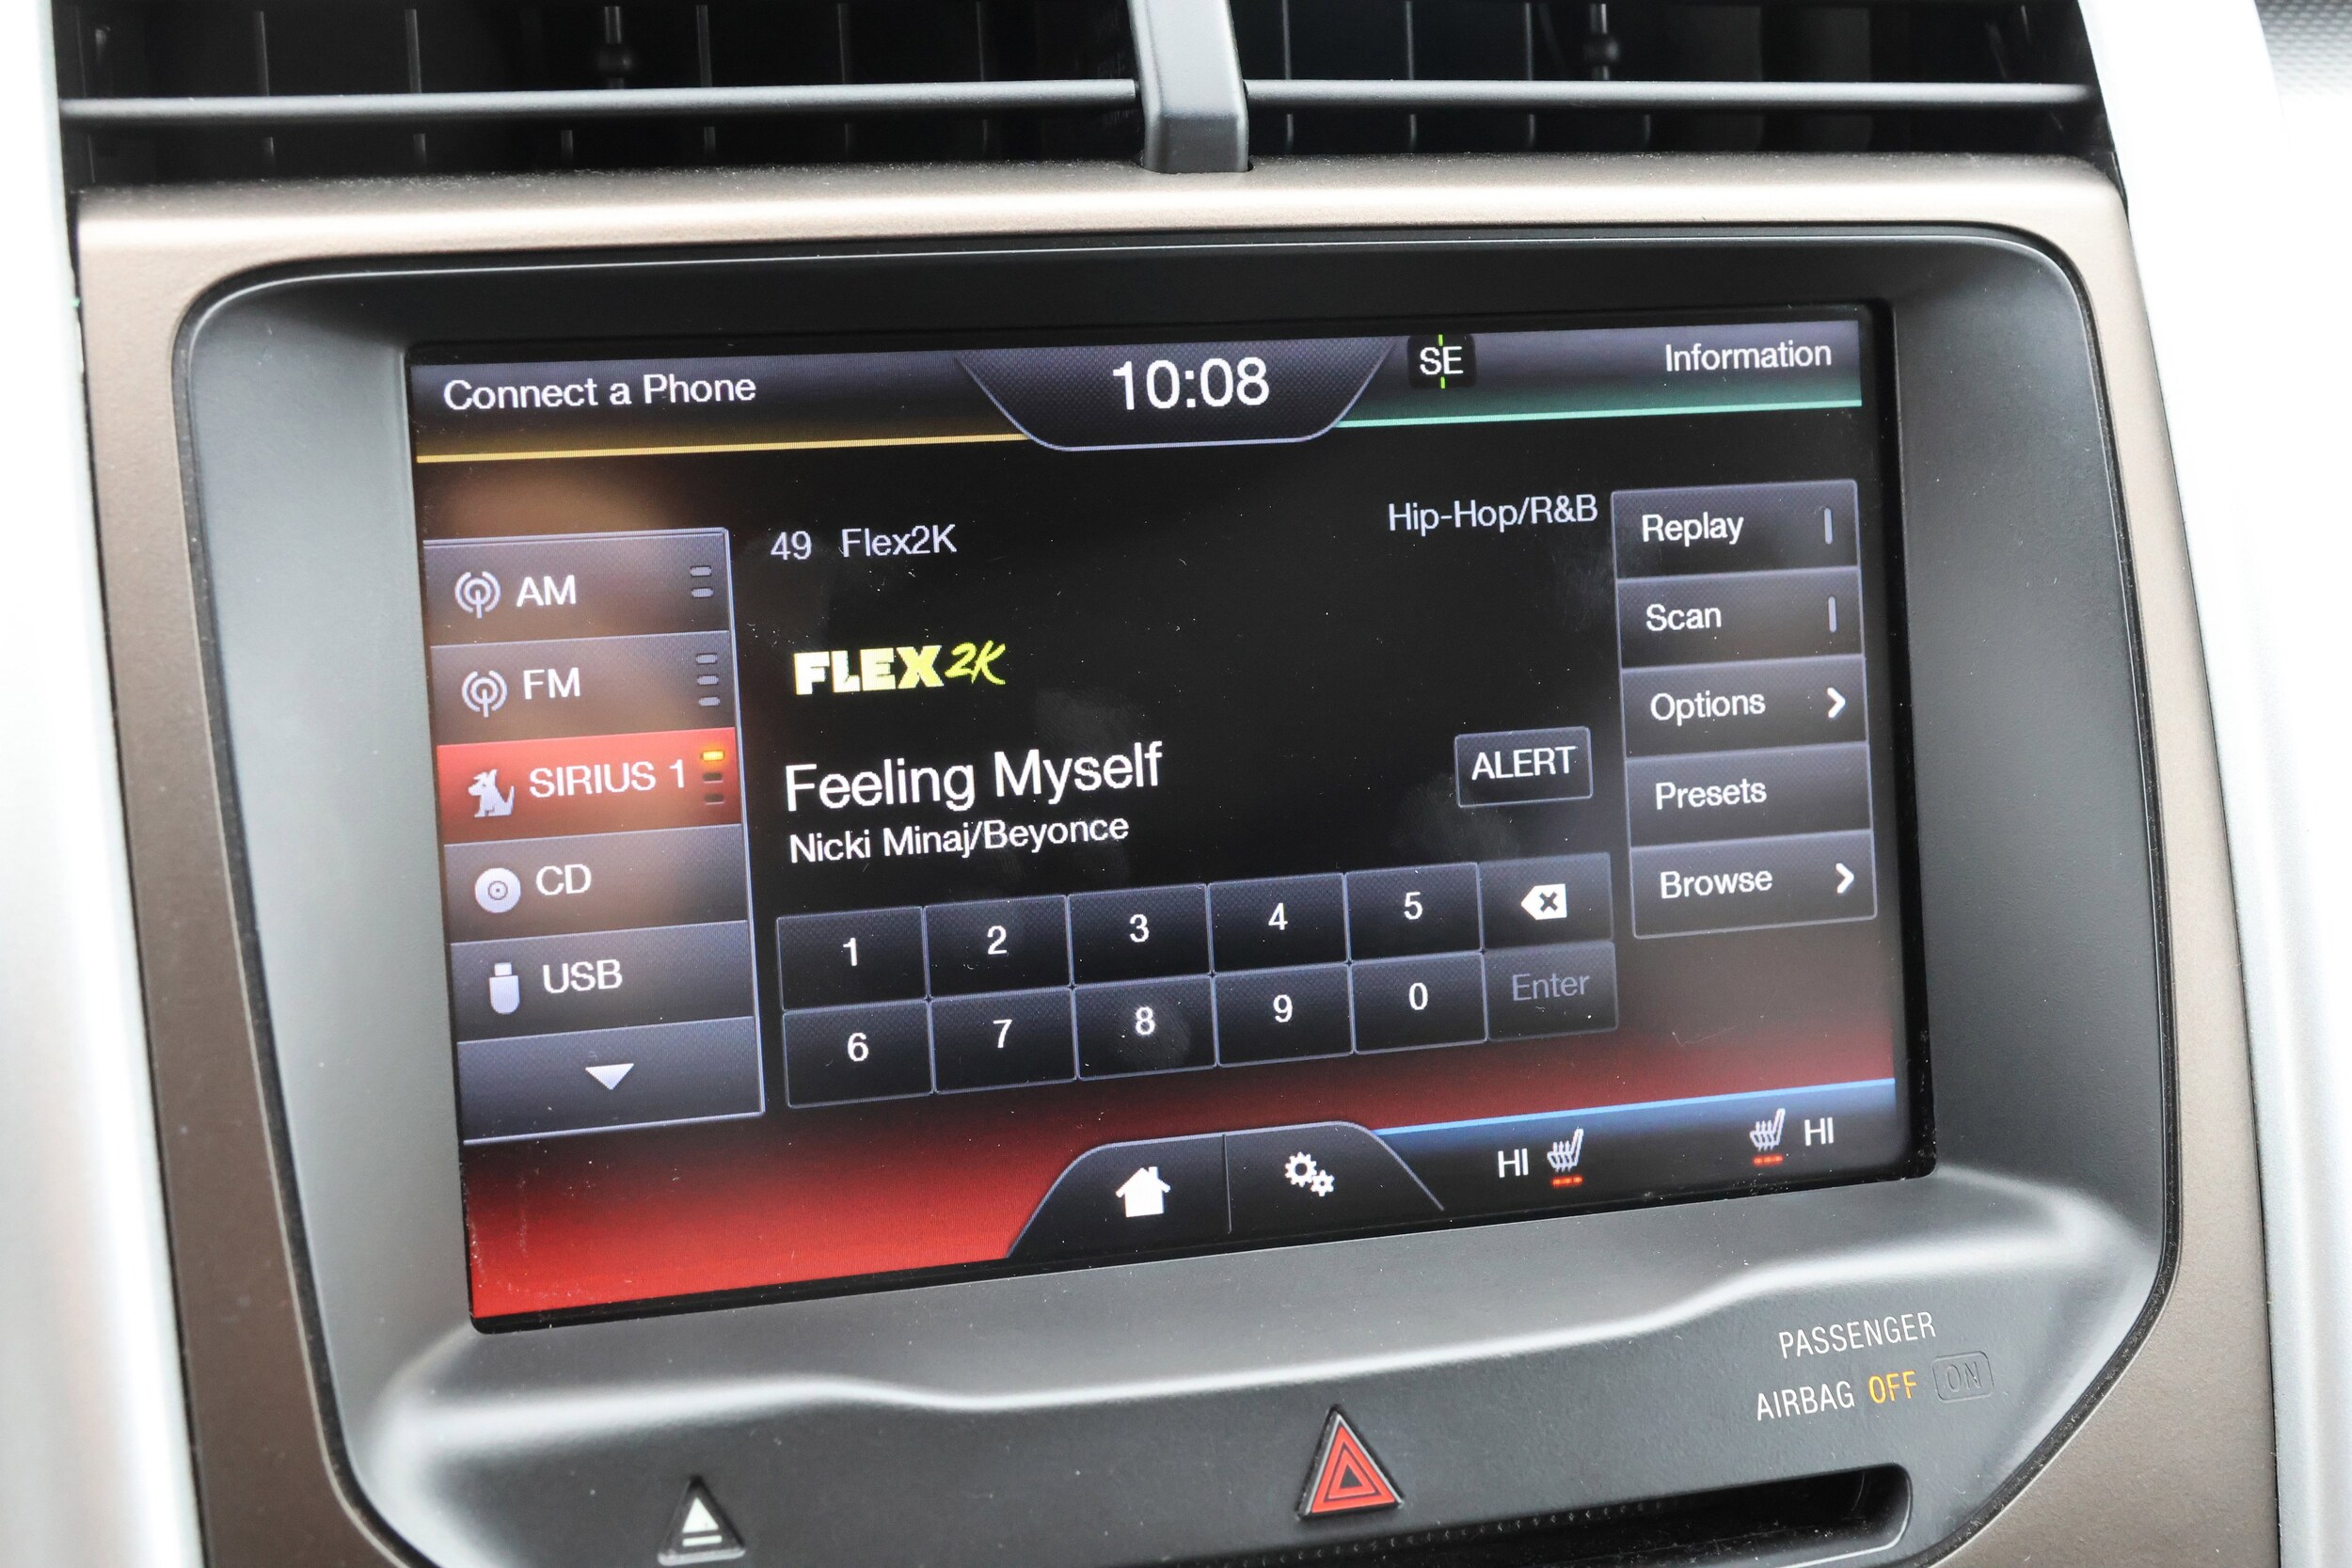 Connect a Phone
10:08
SE
Information
49 Flex2K
Hip-Hop/R&B
FLEX2K
Feeling Myself
Nicki Minaj/Beyonce
ALERT
AM
FM
SIRIUS 1
CD
USB
Replay
Scan
Options
Presets
Browse
1 2 3 4 5
6 7 8 9 0 Enter
HI
HI
PASSENGER
AIRBAG OFF ON